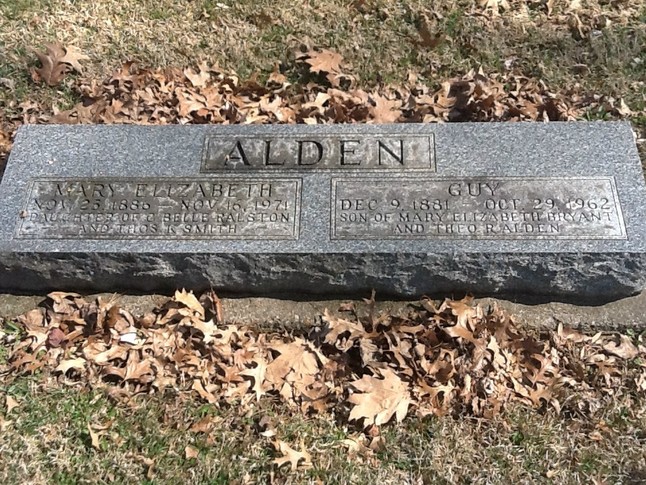 ALDEN
MARY ELIZABETH
NOV. 25, 1886 - NOV. 16, 1971
DAUGHTER OF C. BELLE RALSTON
AND THOS. K. SMITH
GUY
DEC. 9, 1881 - OCT. 29, 1962
SON OF MARY ELIZABETH BRYANT
AND THEO. R. ALDEN